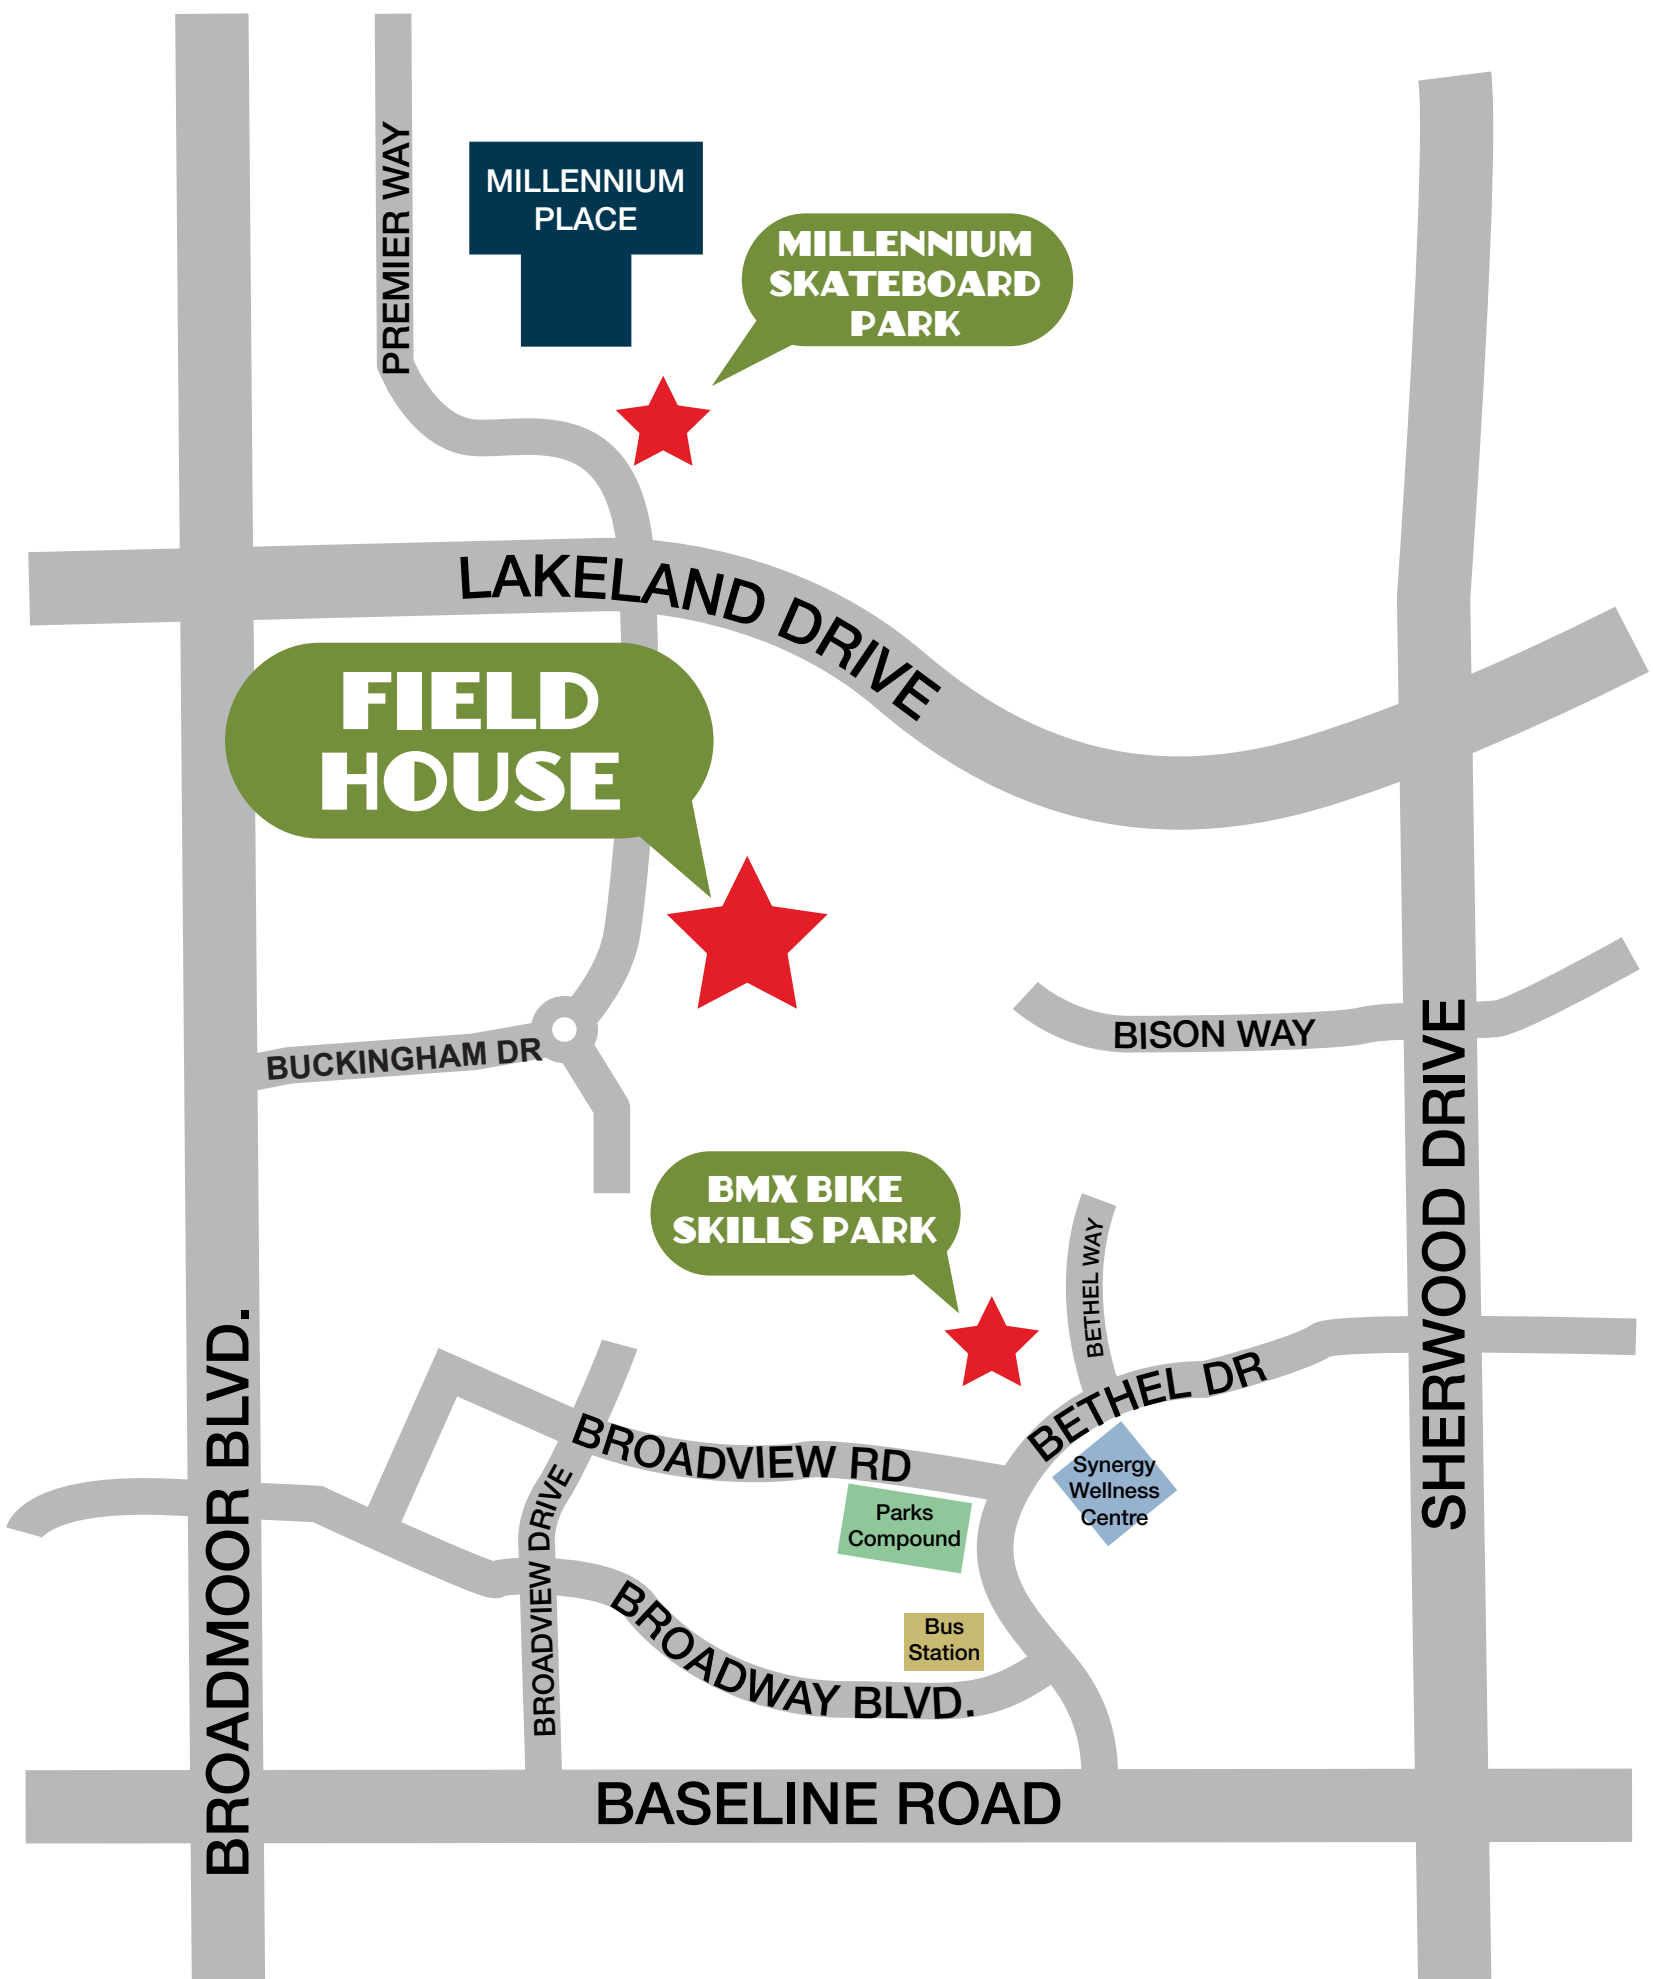 PREMIER WAY
MILLENNIUM
PLACE
MILLENNIUM
SKATEBOARD
PARK
LAKELAND DRIVE
FIELD
HOUSE
BUCKINGHAM DR
BISON WAY
SHERWOOD DRIVE
BMX BIKE
SKILLS PARK
BETHEL WAY
BETHEL DR
BROADVIEW RD
Synergy
Wellness
Centre
Parks
Compound
BROADVIEW DRIVE
Bus
Station
BROADWAY BLVD.
BROADMOOR BLVD.
BASELINE ROAD